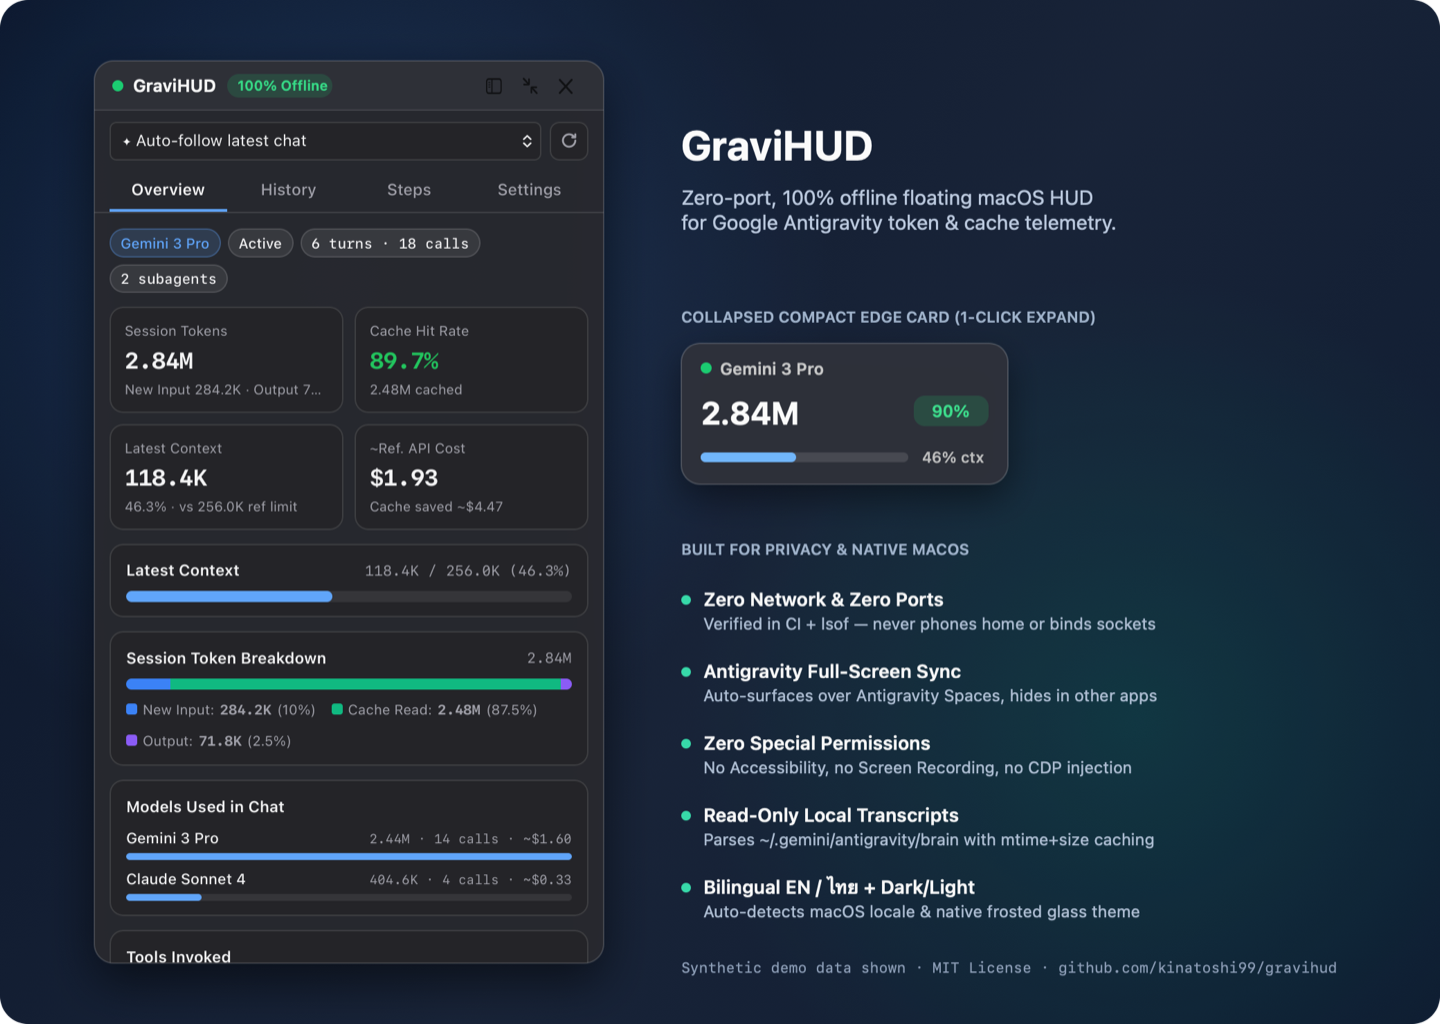 GraviHUD 100% Offline
✦ Auto-follow latest chat
Overview History Steps Settings
Gemini 3 Pro Active 6 turns · 18 calls
2 subagents
Session Tokens
2.84M
New Input 284.2K · Output 7...
Cache Hit Rate
89.7%
2.48M cached
Latest Context
118.4K
46.3% · vs 256.0K ref limit
~Ref. API Cost
$1.93
Cache saved ~$4.47
Latest Context 118.4K / 256.0K (46.3%)
Session Token Breakdown 2.84M
New Input: 284.2K (10%) Cache Read: 2.48M (87.5%)
Output: 71.8K (2.5%)
Models Used in Chat
Gemini 3 Pro 2.44M · 14 calls · ~$1.60
Claude Sonnet 4 404.6K · 4 calls · ~$0.33
Tools Invoked
GraviHUD
Zero-port, 100% offline floating macOS HUD
for Google Antigravity token & cache telemetry.
COLLAPSED COMPACT EDGE CARD (1-CLICK EXPAND)
Gemini 3 Pro
2.84M 90%
46% ctx
BUILT FOR PRIVACY & NATIVE MACOS
Zero Network & Zero Ports
Verified in CI + lsof — never phones home or binds sockets
Antigravity Full-Screen Sync
Auto-surfaces over Antigravity Spaces, hides in other apps
Zero Special Permissions
No Accessibility, no Screen Recording, no CDP injection
Read-Only Local Transcripts
Parses ~/.gemini/antigravity/brain with mtime+size caching
Bilingual EN / ไทย + Dark/Light
Auto-detects macOS locale & native frosted glass theme
Synthetic demo data shown · MIT License · github.com/kinatoshi99/gravihud